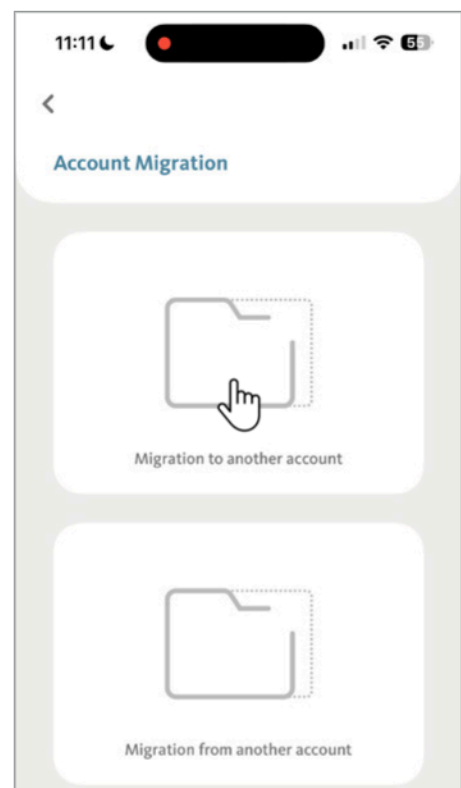 11:11
55
Account Migration
Migration to another account
Migration from another account